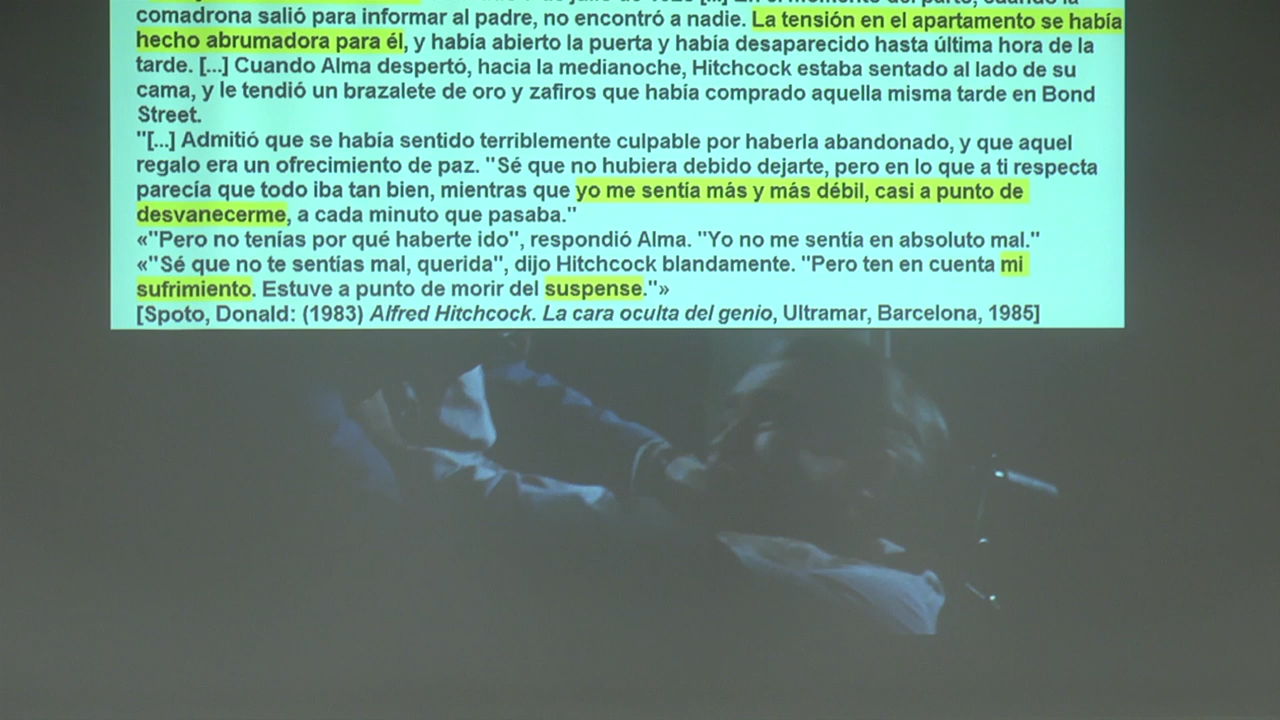 comadrona salió para informar al padre, no encontró a nadie. La tensión en el apartamento se había
hecho abrumadora para él, y había abierto la puerta y había desaparecido hasta última hora de la
tarde. [...] Cuando Alma despertó, hacia la medianoche, Hitchcock estaba sentado al lado de su
cama, y le tendió un brazalete de oro y zafiros que había comprado aquella misma tarde en Bond
Street.
"[...] Admitió que se había sentido terriblemente culpable por haberla abandonado, y que aquel
regalo era un ofrecimiento de paz. "Sé que no hubiera debido dejarte, pero en lo que a ti respecta
parecía que todo iba tan bien, mientras que yo me sentía más y más débil, casi a punto de
desvanecerme, a cada minuto que pasaba."
«"Pero no tenías por qué haberte ido", respondió Alma. "Yo no me sentía en absoluto mal."
«"Sé que no te sentías mal, querida", dijo Hitchcock blandamente. "Pero ten en cuenta mi
sufrimiento. Estuve a punto de morir del suspense."»
[Spoto, Donald: (1983) Alfred Hitchcock. La cara oculta del genio, Ultramar, Barcelona, 1985]